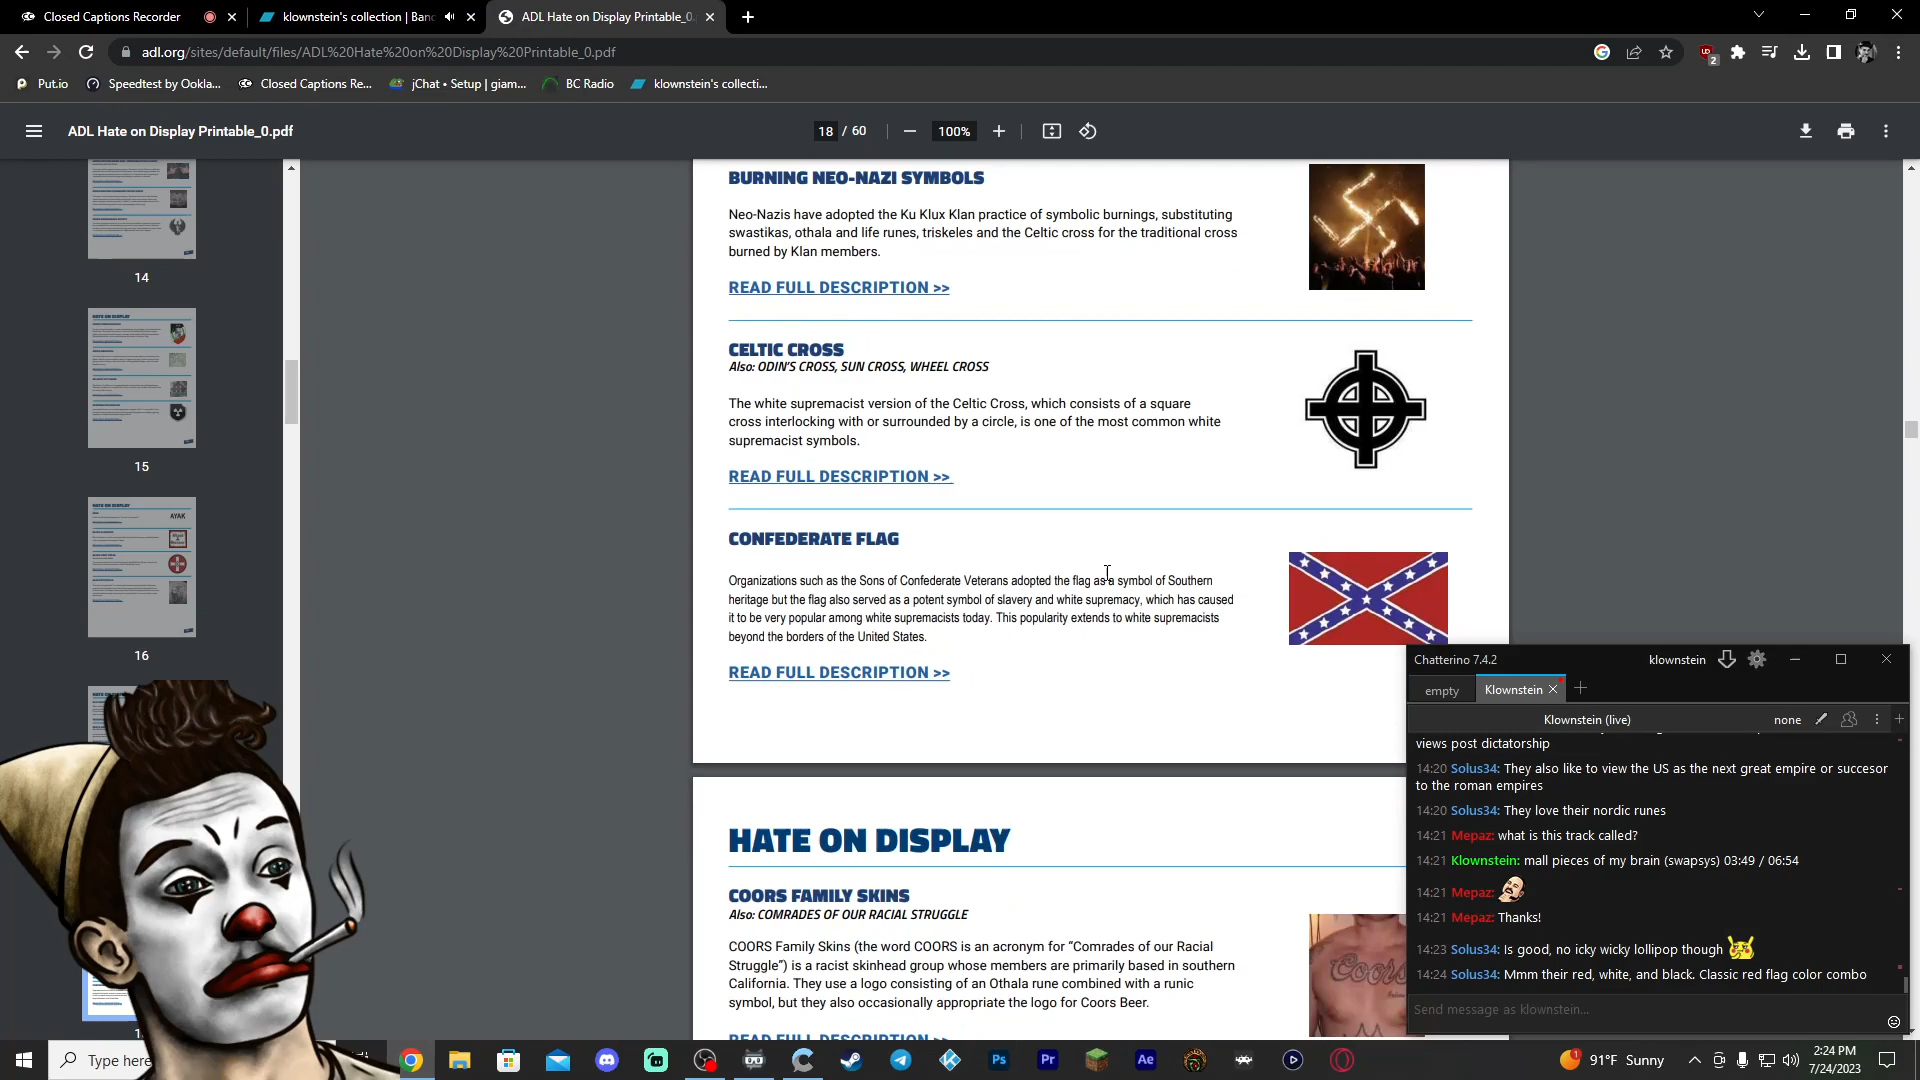 Closed Captions Recorder
klownstein's collection | Banc
ADL Hate on Display Printable_0.p
adl.org/sites/default/files/ADL%20Hate%20on%20Display%20Printable_0.pdf
2
Put.io
Speedtest by Ookla...
Closed Captions Re...
jChat • Setup | giam...
BC Radio
klownstein's collecti...
ADL Hate on Display Printable_0.pdf
18 / 60
100%
14
15
HATE ON DISPLAY
AYAK
16
BURNING NEO-NAZI SYMBOLS
Neo-Nazis have adopted the Ku Klux Klan practice of symbolic burnings, substituting
swastikas, othala and life runes, triskeles and the Celtic cross for the traditional cross
burned by Klan members.
READ FULL DESCRIPTION >>
CELTIC CROSS
Also: ODIN'S CROSS, SUN CROSS, WHEEL CROSS
The white supremacist version of the Celtic Cross, which consists of a square
cross interlocking with or surrounded by a circle, is one of the most common white
supremacist symbols.
READ FULL DESCRIPTION >>
CONFEDERATE FLAG
Organizations such as the Sons of Confederate Veterans adopted the flag as a symbol of Southern
heritage but the flag also served as a potent symbol of slavery and white supremacy, which has caused
it to be very popular among white supremacists today. This popularity extends to white supremacists
beyond the borders of the United States.
READ FULL DESCRIPTION >>
HATE ON DISPLAY
COORS FAMILY SKINS
Also: COMRADES OF OUR RACIAL STRUGGLE
COORS Family Skins (the word COORS is an acronym for “Comrades of our Racial
Struggle”) is a racist skinhead group whose members are primarily based in southern
California. They use a logo consisting of an Othala rune combined with a runic
symbol, but they also occasionally appropriate the logo for Coors Beer.
READ FULL DESCRIPTION >>
Coors
Chatterino 7.4.2
klownstein
empty
Klownstein
Klownstein (live)
none
views post dictatorship
14:20 Solus34: They also like to view the US as the next great empire or succesor
to the roman empires
14:20 Solus34: They love their nordic runes
14:21 Mepaz: what is this track called?
14:21 Klownstein: mall pieces of my brain (swapsys) 03:49 / 06:54
14:21 Mepaz:
14:21 Mepaz: Thanks!
14:23 Solus34: Is good, no icky wicky lollipop though
14:24 Solus34: Mmm their red, white, and black. Classic red flag color combo
Send message as klownstein...
Type here
Ps
Pr
Ae
1
91°F Sunny
2:24 PM
7/24/2023